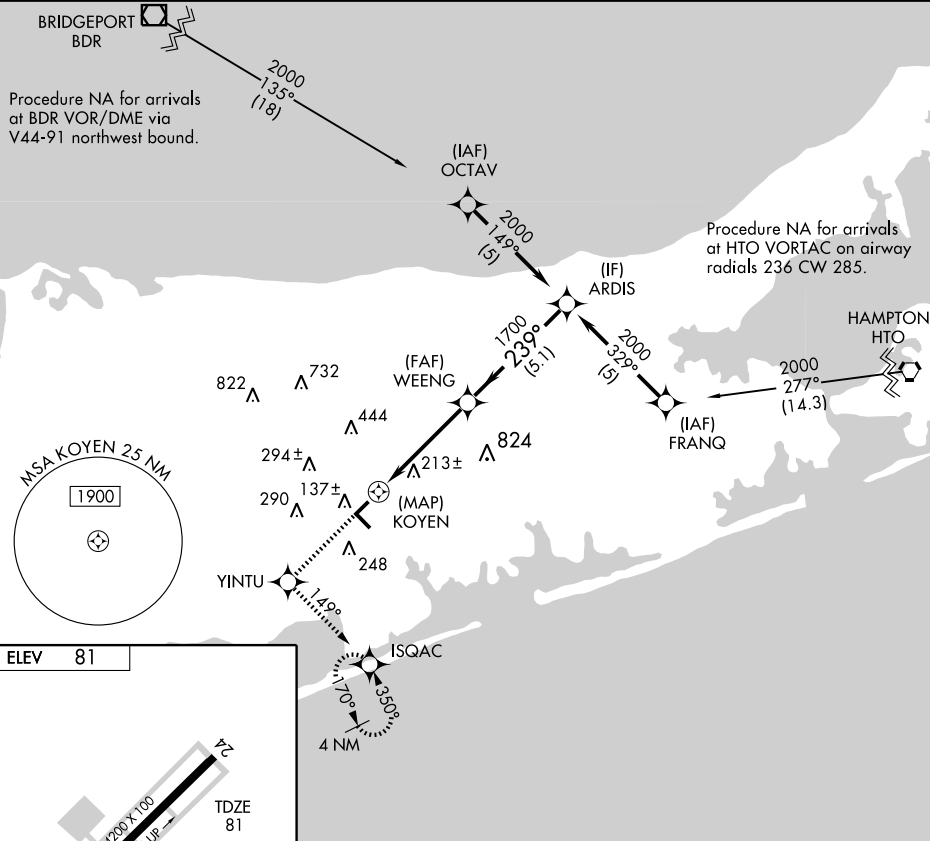 BRIDGEPORT
BDR
2000
135°
(18)
Procedure NA for arrivals
at BDR VOR/DME via
V44-91 northwest bound.
(IAF)
OCTAV
2000
149°
(5)
Procedure NA for arrivals
at HTO VORTAC on airway
radials 236 CW 285.
(IF)
ARDIS
HAMPTON
HTO
2000
277°
(14.3)
2000
329°
(5)
(IAF)
FRANQ
1700
239°
(5.1)
(FAF)
WEENG
822
732
444
824
294±
213±
290
137±
(MAP)
KOYEN
248
MSA KOYEN 25 NM
1900
YINTU
149°
ISQAC
170°
350°
4 NM
ELEV 81
24
4200 X 100
UP
TDZE
81